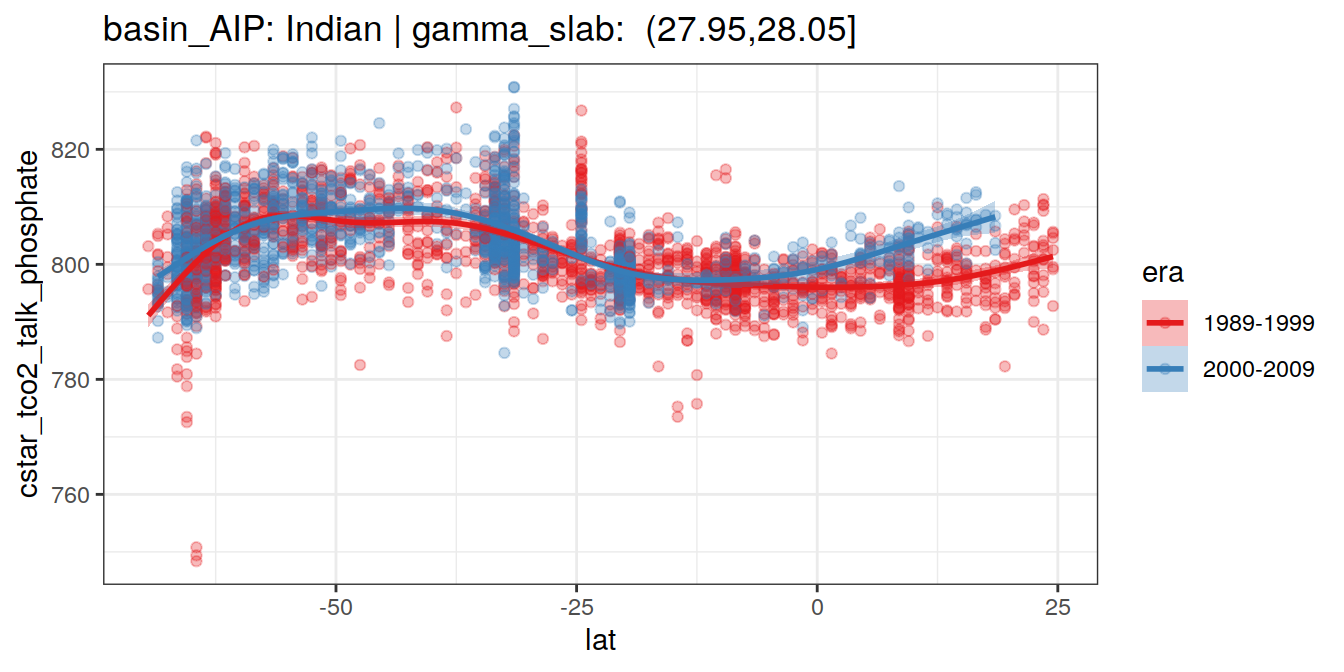 basin_AIP: Indian | gamma_slab:  (27.95,28.05]
cstar_tco2_talk_phosphate
820
800
780
760
-50
-25
0
25
lat
era
1989-1999
2000-2009